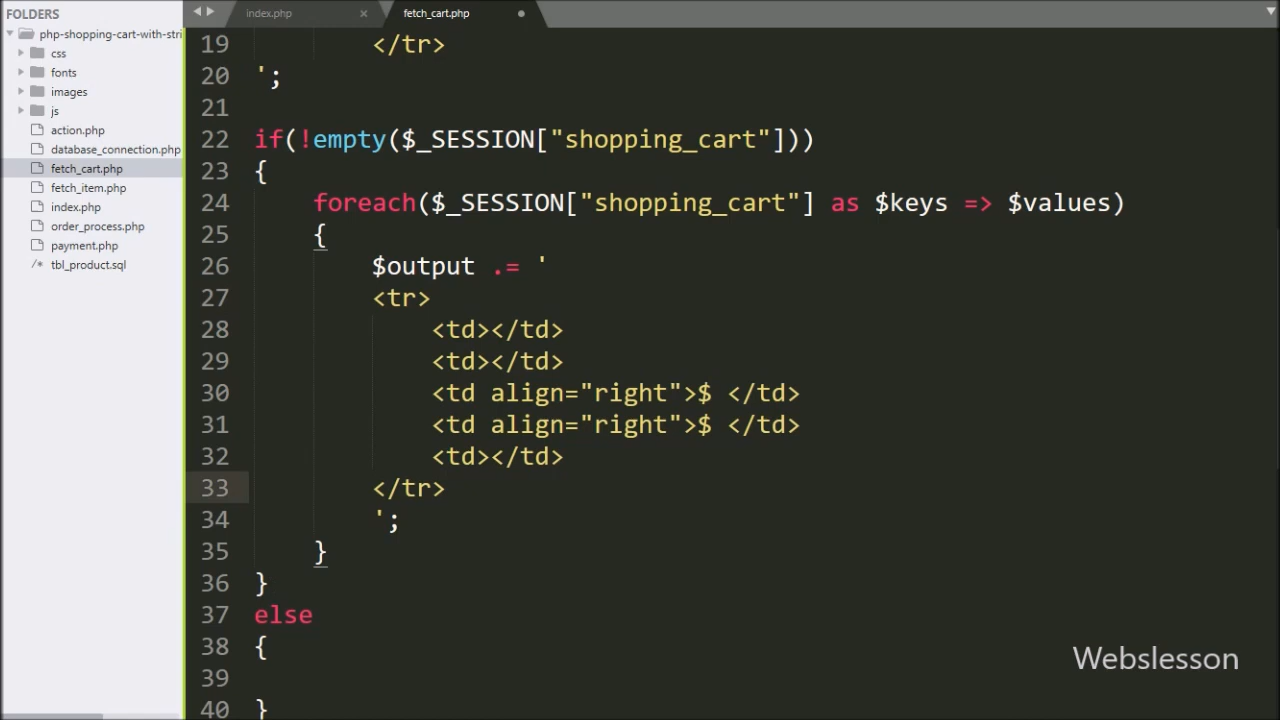 FOLDERS
php-shopping-cart-with-stri
css
fonts
images
js
action.php
database_connection.php
fetch_cart.php
fetch_item.php
index.php
order_process.php
payment.php
/* tbl_product.sql
index.php × fetch_cart.php
19 </tr>
20 ';
21
22 if(!empty($_SESSION["shopping_cart"]))
23 {
24 foreach($_SESSION["shopping_cart"] as $keys => $values)
25 {
26 $output .= '
27 <tr>
28 <td></td>
29 <td></td>
30 <td align="right">$ </td>
31 <td align="right">$ </td>
32 <td></td>
33 </tr>
34 ';
35 }
36 }
37 else
38 {
39
40 }
Webslesson